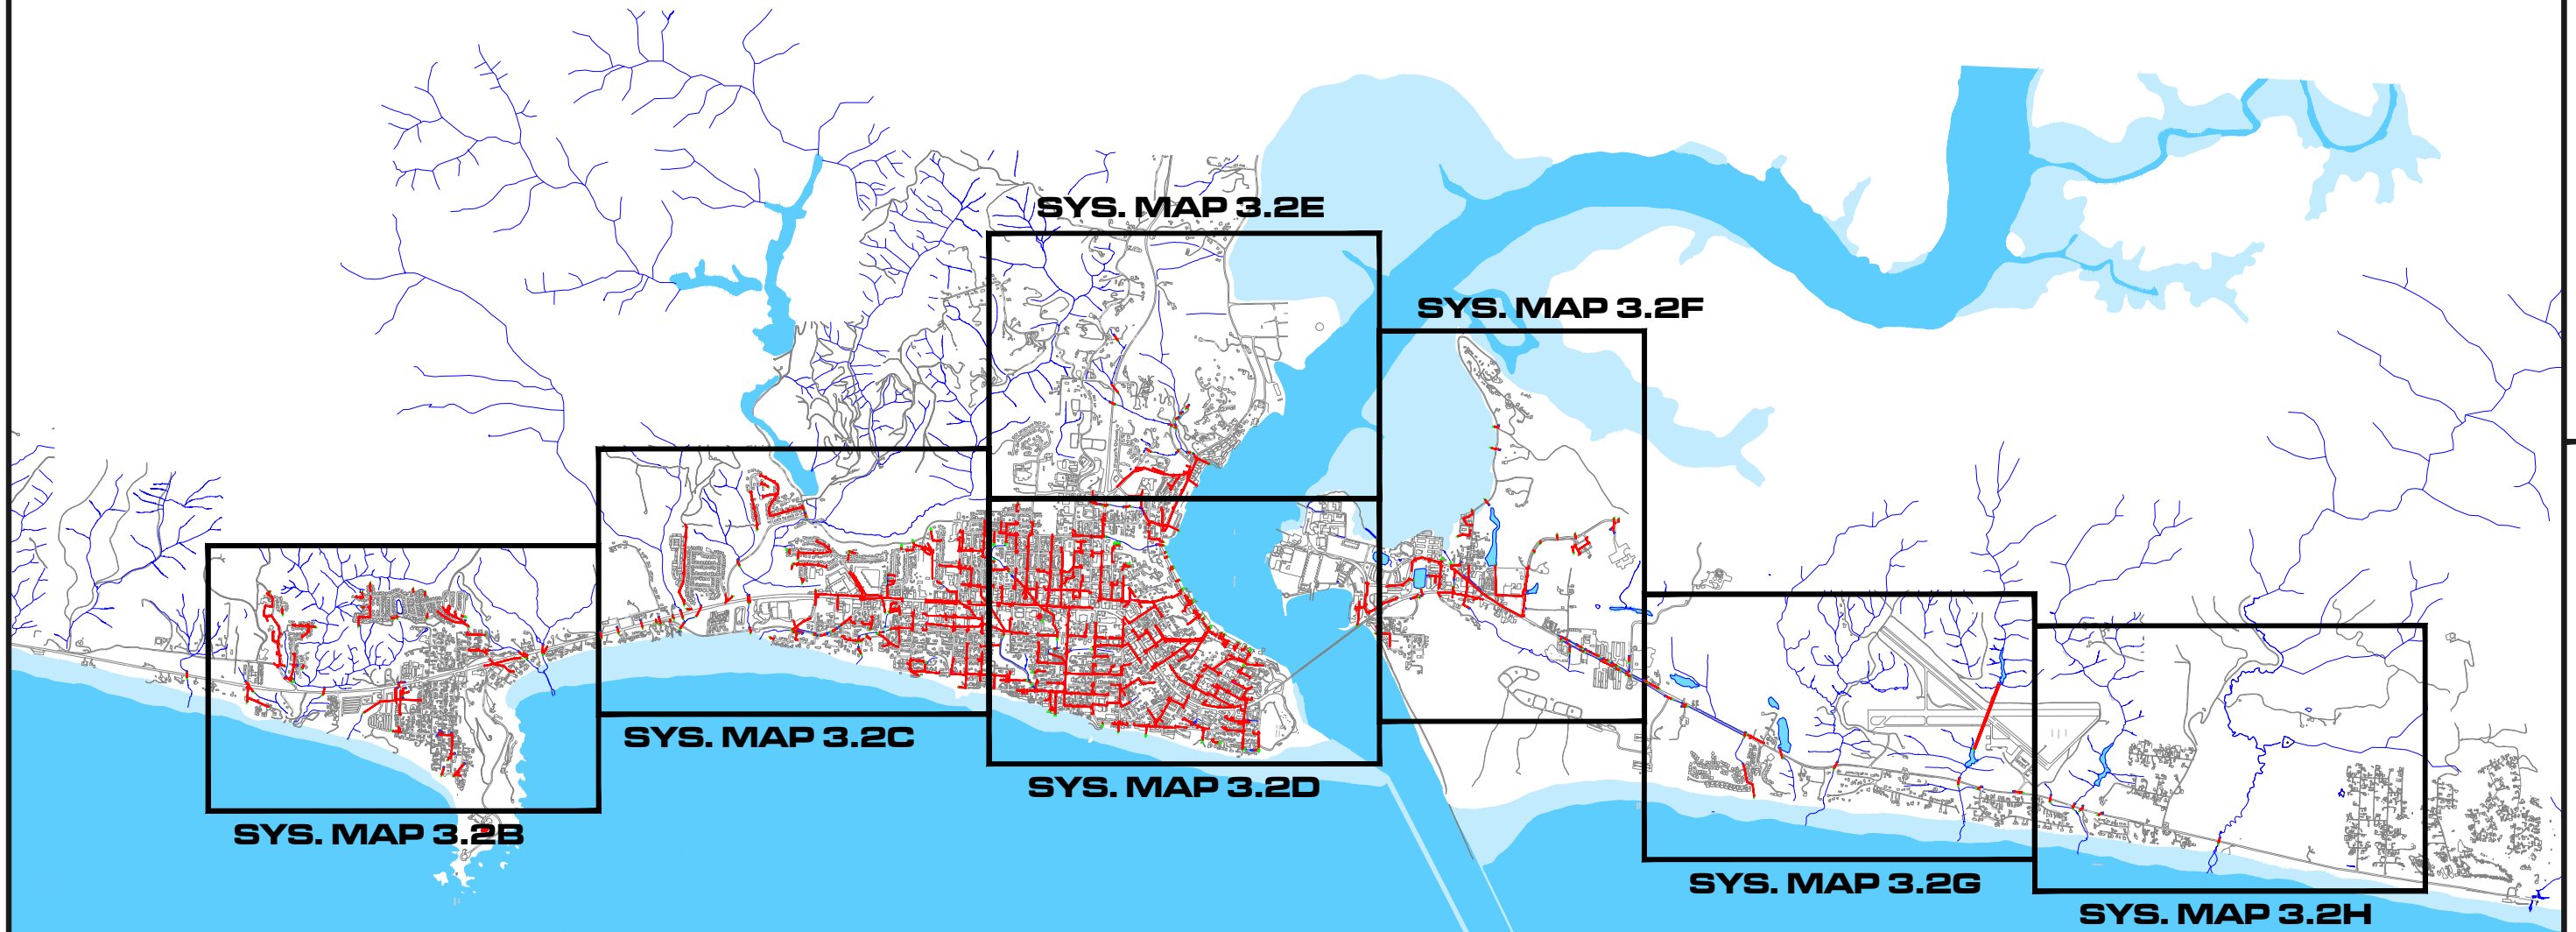 SYS. MAP 3.2E
SYS. MAP 3.2F
SYS. MAP 3.2C
SYS. MAP 3.2D
SYS. MAP 3.2B
SYS. MAP 3.2G
SYS. MAP 3.2H